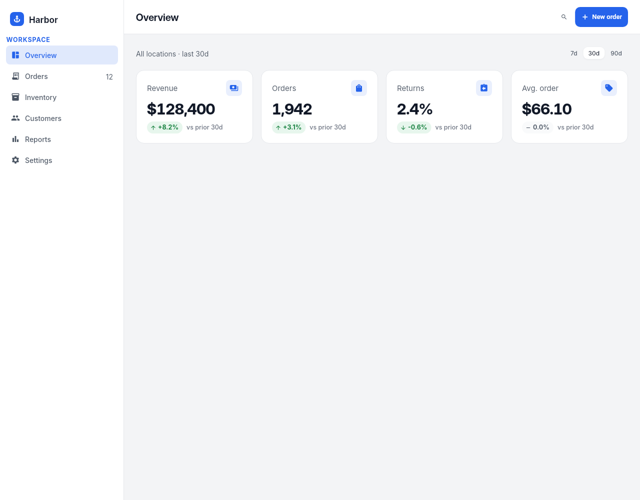 Harbor
WORKSPACE
Overview
Orders 12
Inventory
Customers
Reports
Settings
Overview
New order
All locations · last 30d
7d 30d 90d
Revenue
$128,400
↑ +8.2% vs prior 30d
Orders
1,942
↑ +3.1% vs prior 30d
Returns
2.4%
↓ -0.6% vs prior 30d
Avg. order
$66.10
– 0.0% vs prior 30d